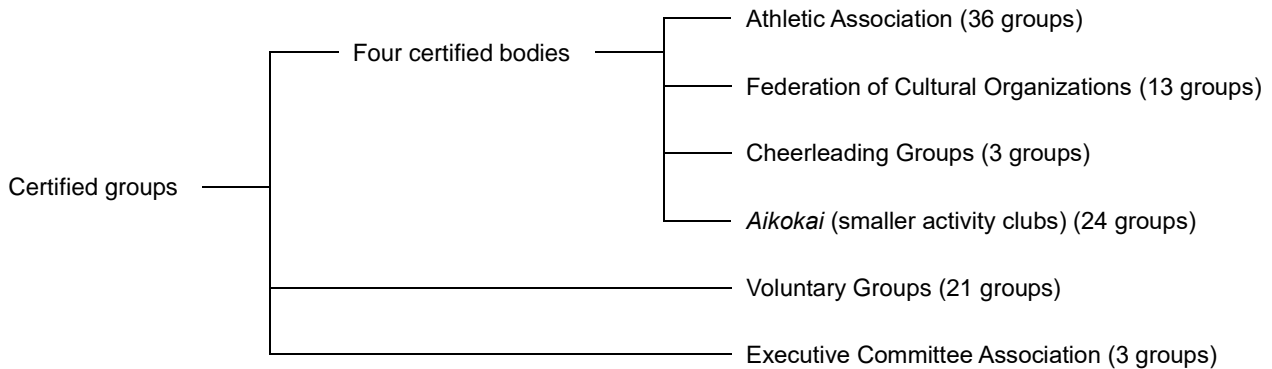 Athletic Association (36 groups)
Four certified bodies
Federation of Cultural Organizations (13 groups)
Cheerleading Groups (3 groups)
Certified groups
Aikokai (smaller activity clubs) (24 groups)
Voluntary Groups (21 groups)
Executive Committee Association (3 groups)